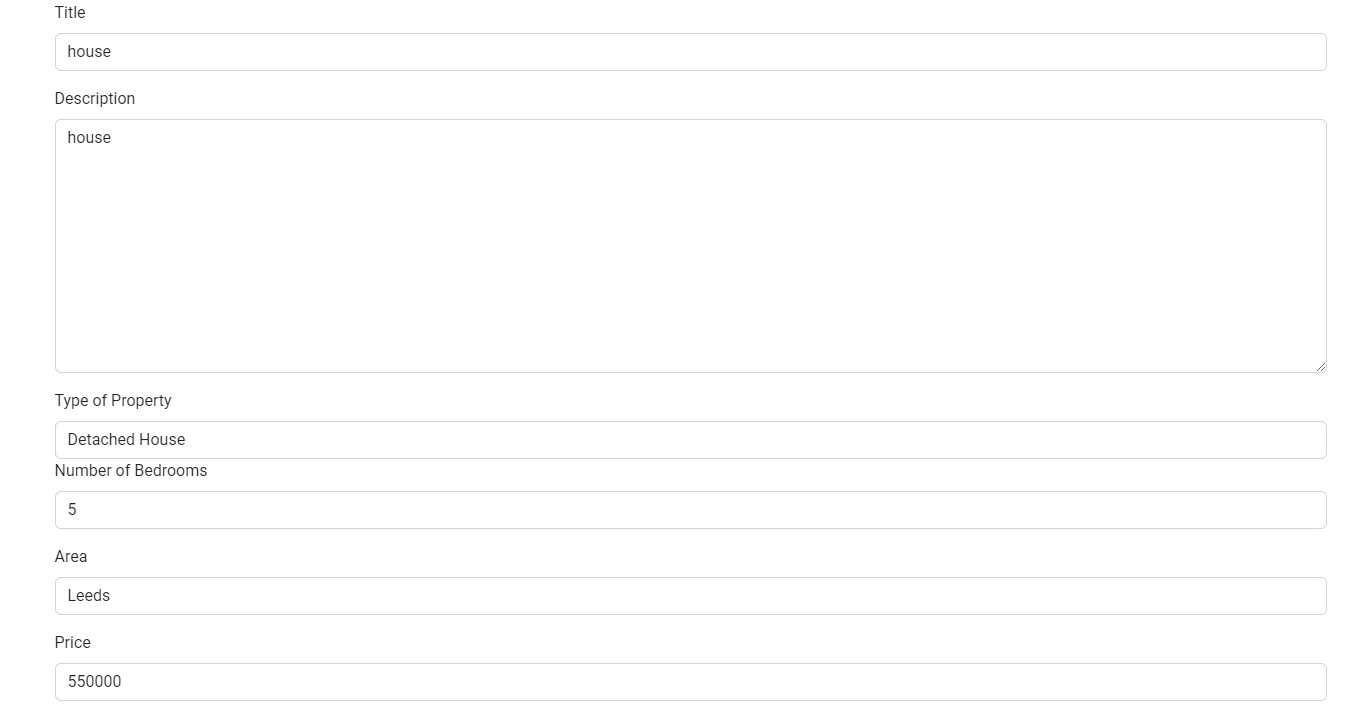 Title
house
Description
house
Type of Property
Detached House
Number of Bedrooms
5
Area
Leeds
Price
550000